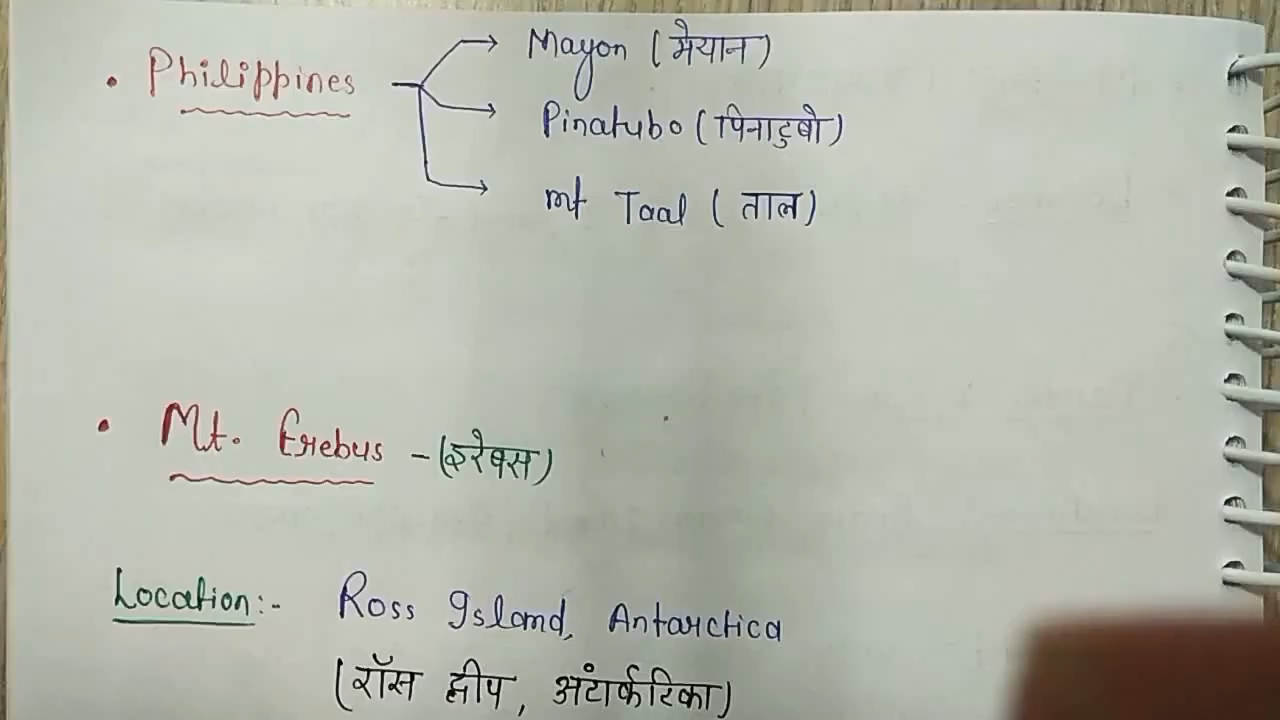 Mayon (मेयान)
• Philippines
Pinatubo (पिनाटुबो)
mt Taal (ताल)
• Mt. Erebus - (इरेबस)
Location:- Ross Island, Antarctica
(रॉस द्वीप, अंटार्कटिका)